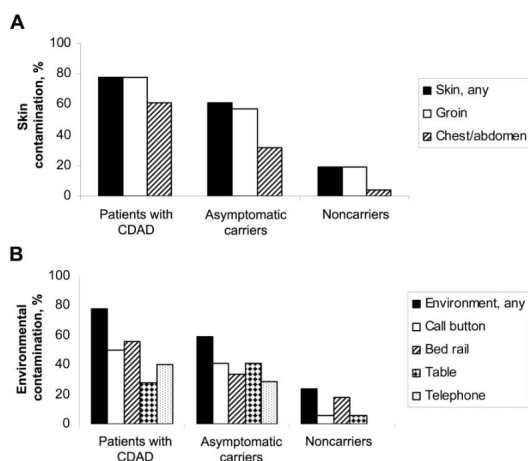 A
100
80
60
40
20
0
Skin
contamination, %
Patients with
CDAD
Asymptomatic
carriers
Noncarriers
Skin, any
Groin
Chest/abdomen
B
100
80
60
40
20
0
Environmental
contamination, %
Patients with
CDAD
Asymptomatic
carriers
Noncarriers
Environment, any
Call button
Bed rail
Table
Telephone